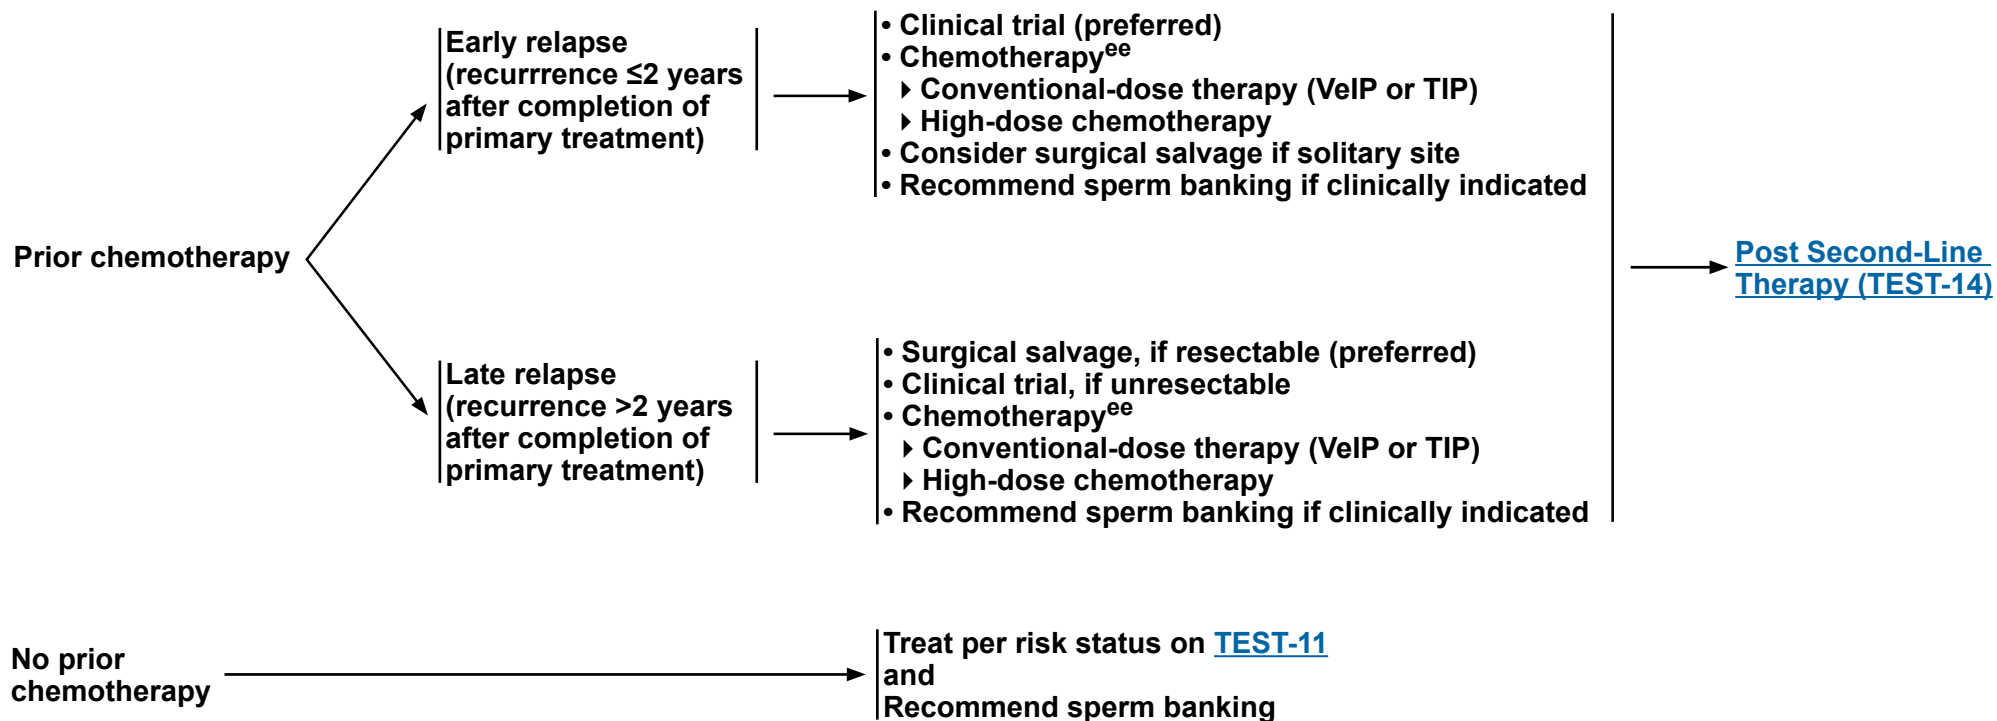 Prior chemotherapy
Early relapse
(recurrrence ≤2 years
after completion of
primary treatment)
• Clinical trial (preferred)
• Chemotherapyee
‣ Conventional-dose therapy (VeIP or TIP)
‣ High-dose chemotherapy
• Consider surgical salvage if solitary site
• Recommend sperm banking if clinically indicated
Late relapse
(recurrence >2 years
after completion of
primary treatment)
• Surgical salvage, if resectable (preferred)
• Clinical trial, if unresectable
• Chemotherapyee
‣ Conventional-dose therapy (VeIP or TIP)
‣ High-dose chemotherapy
• Recommend sperm banking if clinically indicated
Post Second-Line
Therapy (TEST-14)
No prior
chemotherapy
Treat per risk status on TEST-11
and
Recommend sperm banking